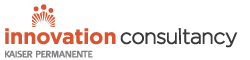 innovation consultancy
KAISER PERMANENTE